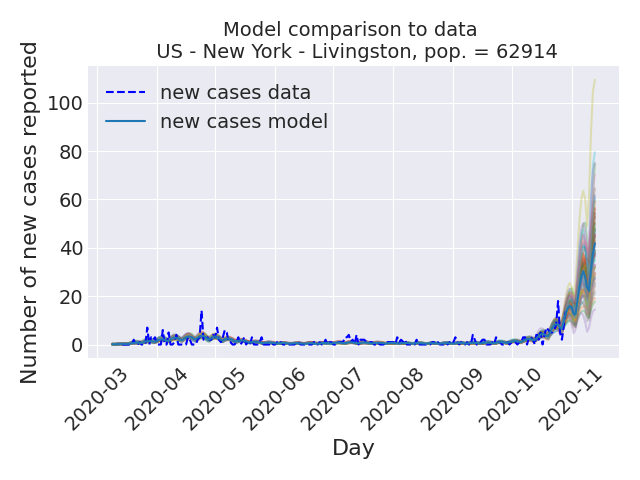 Model comparison to data
US - New York - Livingston, pop. = 62914
Number of new cases reported
100
80
60
40
20
0
new cases data
new cases model
2020-03
2020-04
2020-05
2020-06
2020-07
2020-08
2020-09
2020-10
2020-11
Day